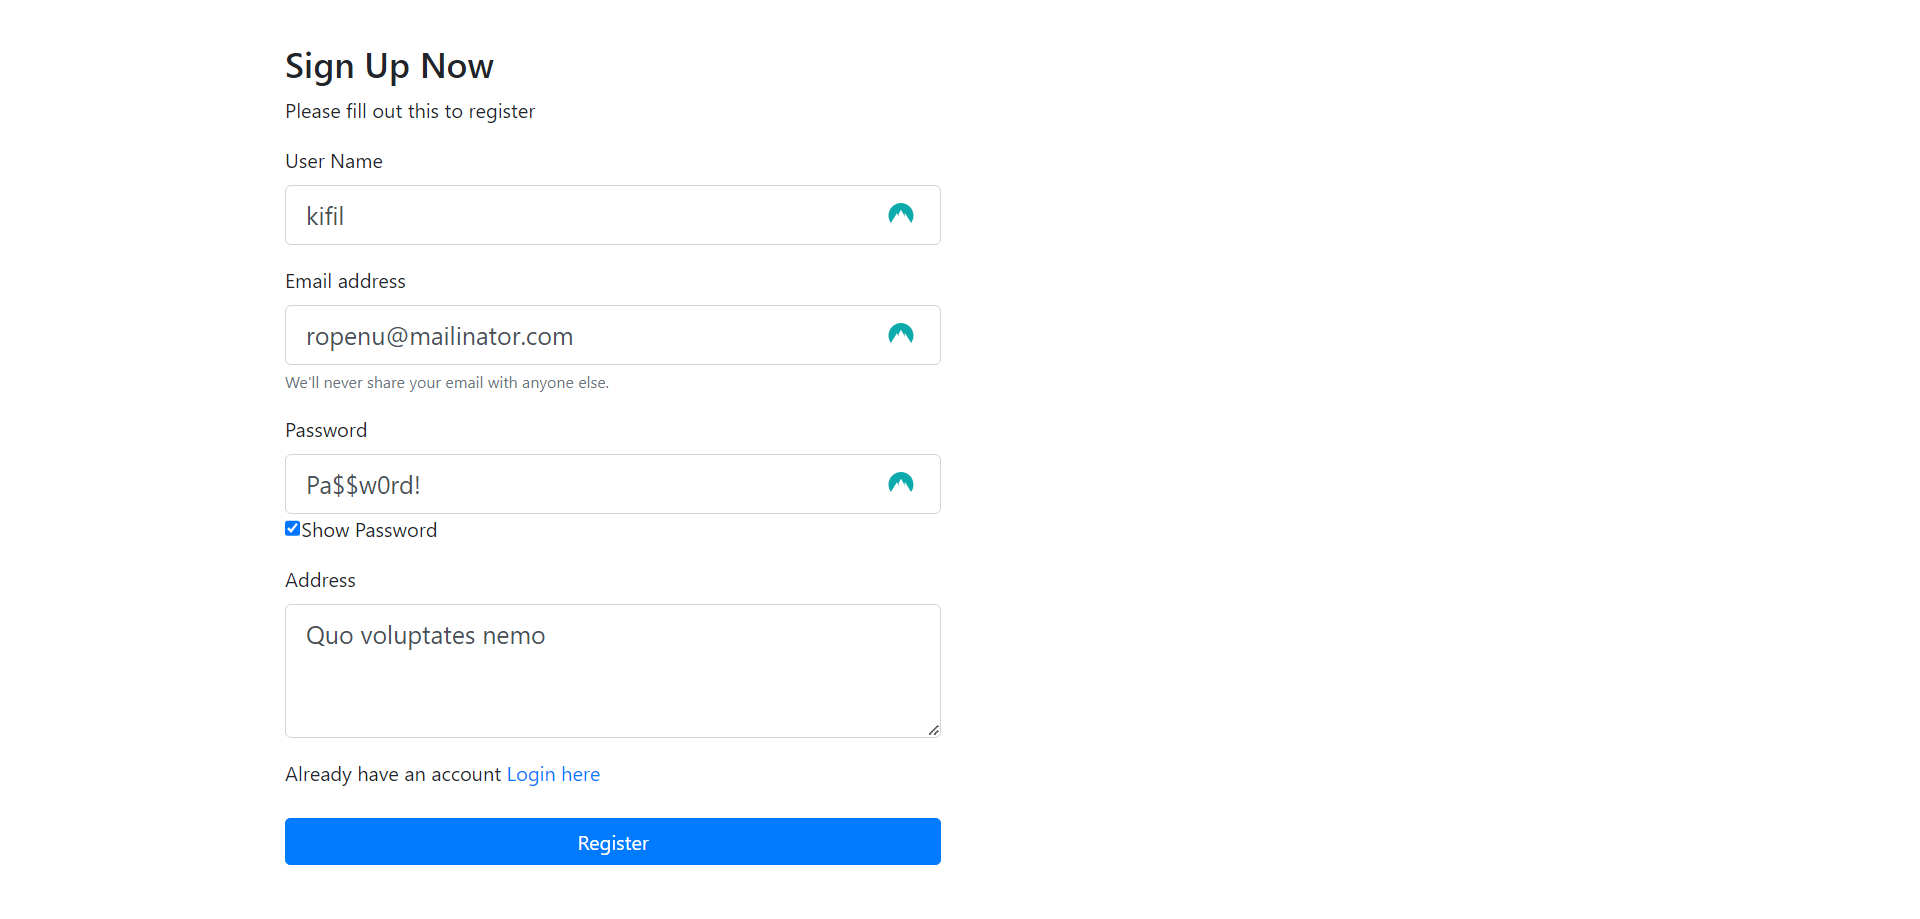 Sign Up Now
Please fill out this to register
User Name
kifil
Email address
ropenu@mailinator.com
We'll never share your email with anyone else.
Password
Pa$$w0rd!
Show Password
Address
Quo voluptates nemo
Already have an account Login here
Register